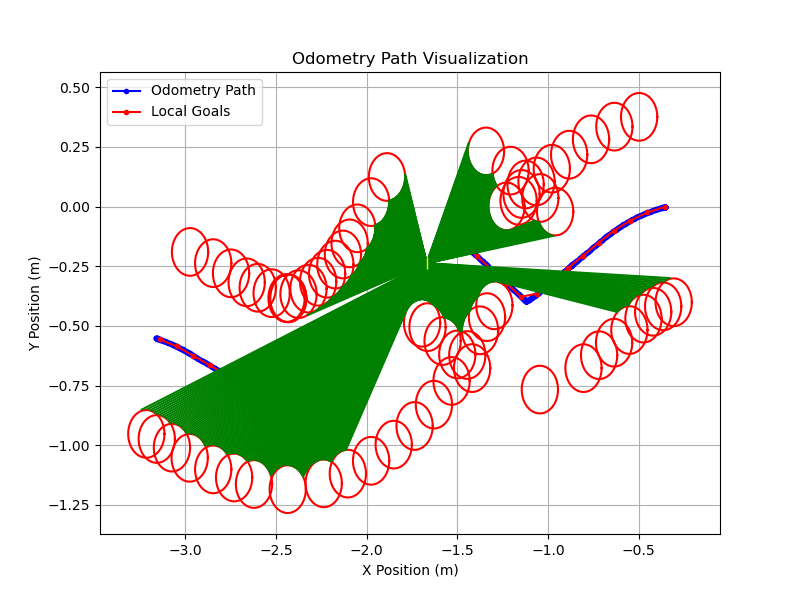 Odometry Path Visualization
Odometry Path
Local Goals
0.50
0.25
0.00
−0.25
−0.50
−0.75
−1.00
−1.25
Y Position (m)
−3.0 −2.5 −2.0 −1.5 −1.0 −0.5
X Position (m)